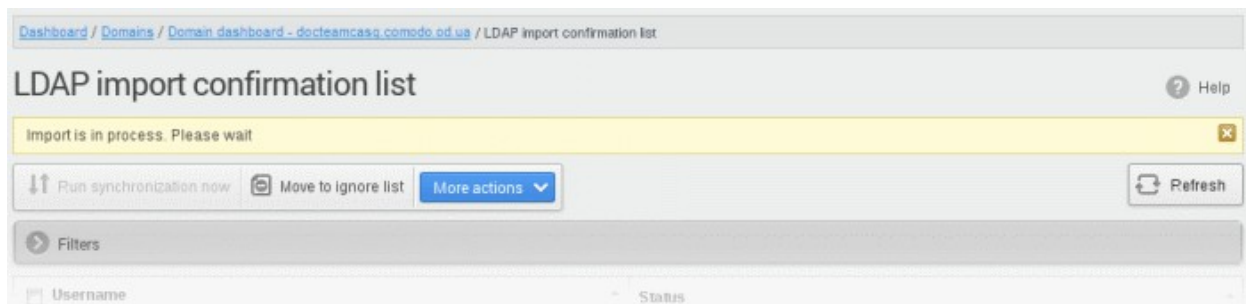 Dashboard / Domains / Domain dashboard - docteamcasg.comodo.od.ua / LDAP import confirmation list
LDAP import confirmation list
Help
Import is in process. Please wait
Run synchronization now Move to ignore list More actions Refresh
Filters
Username Status